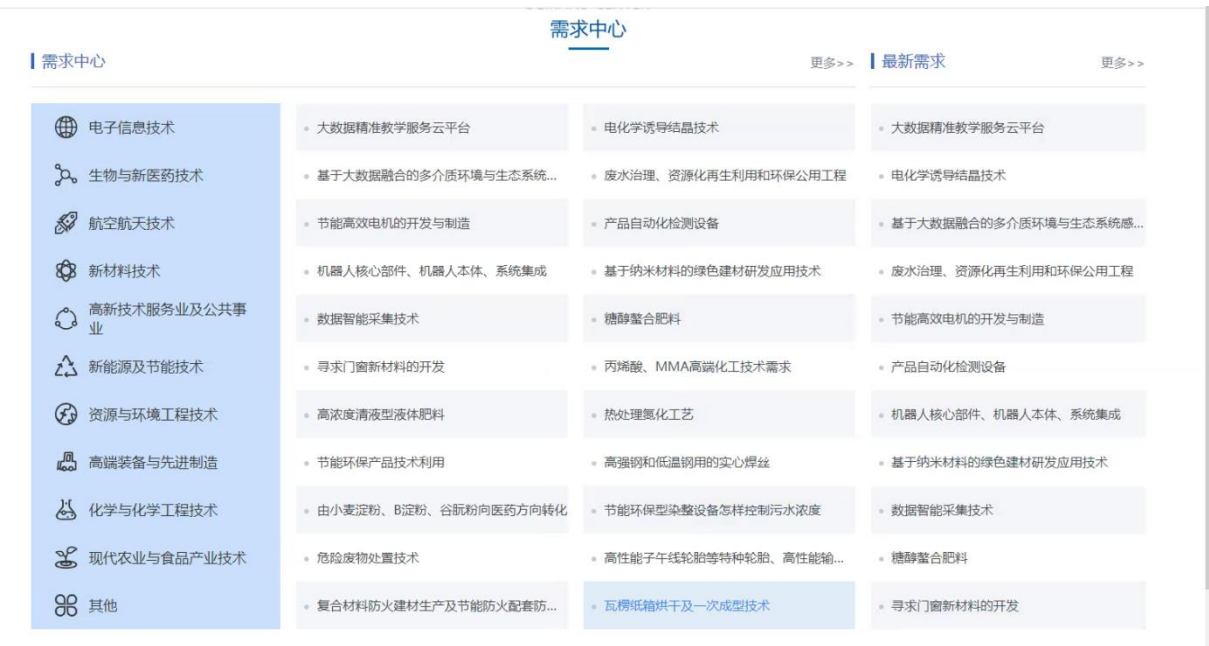 需求中心
需求中心
更多>>
最新需求
更多>>
电子信息技术
生物与新医药技术
航空航天技术
新材料技术
高新技术服务业及公共事
业
新能源及节能技术
资源与环境工程技术
高端装备与先进制造
化学与化学工程技术
现代农业与食品产业技术
其他
大数据精准教学服务云平台
基于大数据融合的多介质环境与生态系统...
节能高效电机的开发与制造
机器人核心部件、机器人本体、系统集成
数据智能采集技术
寻求门窗新材料的开发
高浓度清液型液体肥料
节能环保产品技术利用
由小麦淀粉、B淀粉、谷朊粉向医药方向转化
危险废物处置技术
复合材料防火建材生产及节能防火配套防...
电化学诱导结晶技术
废水治理、资源化再生利用和环保公用工程
产品自动化检测设备
基于纳米材料的绿色建材研发应用技术
糖醇螯合肥料
丙烯酸、MMA高端化工技术需求
热处理氮化工艺
高强钢和低温钢用的实心焊丝
节能环保型染整设备怎样控制污水浓度
高性能子午线轮胎等特种轮胎、高性能输...
瓦楞纸箱烘干及一次成型技术
大数据精准教学服务云平台
电化学诱导结晶技术
基于大数据融合的多介质环境与生态系统感...
废水治理、资源化再生利用和环保公用工程
节能高效电机的开发与制造
产品自动化检测设备
机器人核心部件、机器人本体、系统集成
基于纳米材料的绿色建材研发应用技术
数据智能采集技术
糖醇螯合肥料
寻求门窗新材料的开发